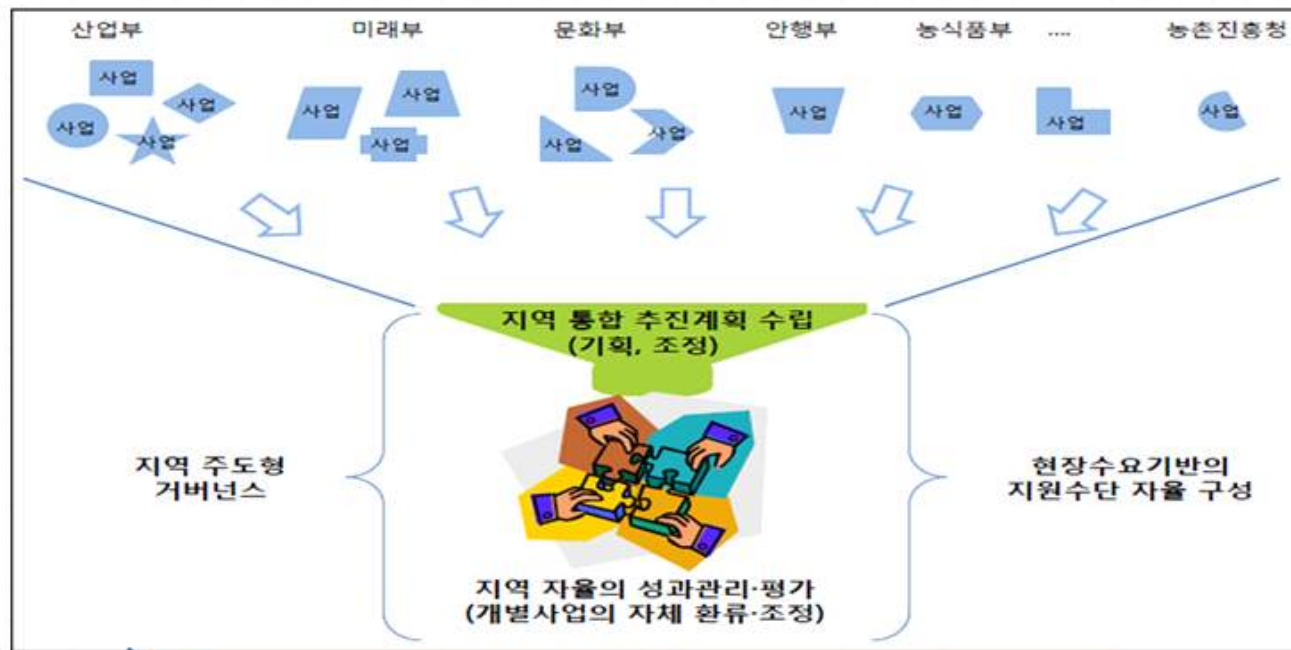 산업부 미래부 문화부 안행부 농식품부 .... 농촌진흥청
사업
사업
사업
사업
사업
사업
사업
사업
사업
사업
사업
사업
사업
사업
지역 통합 추진계획 수립
(기획, 조정)
지역 주도형
거버넌스
현장수요기반의
지원수단 자율 구성
지역 자율의 성과관리·평가
(개별사업의 자체 환류·조정)